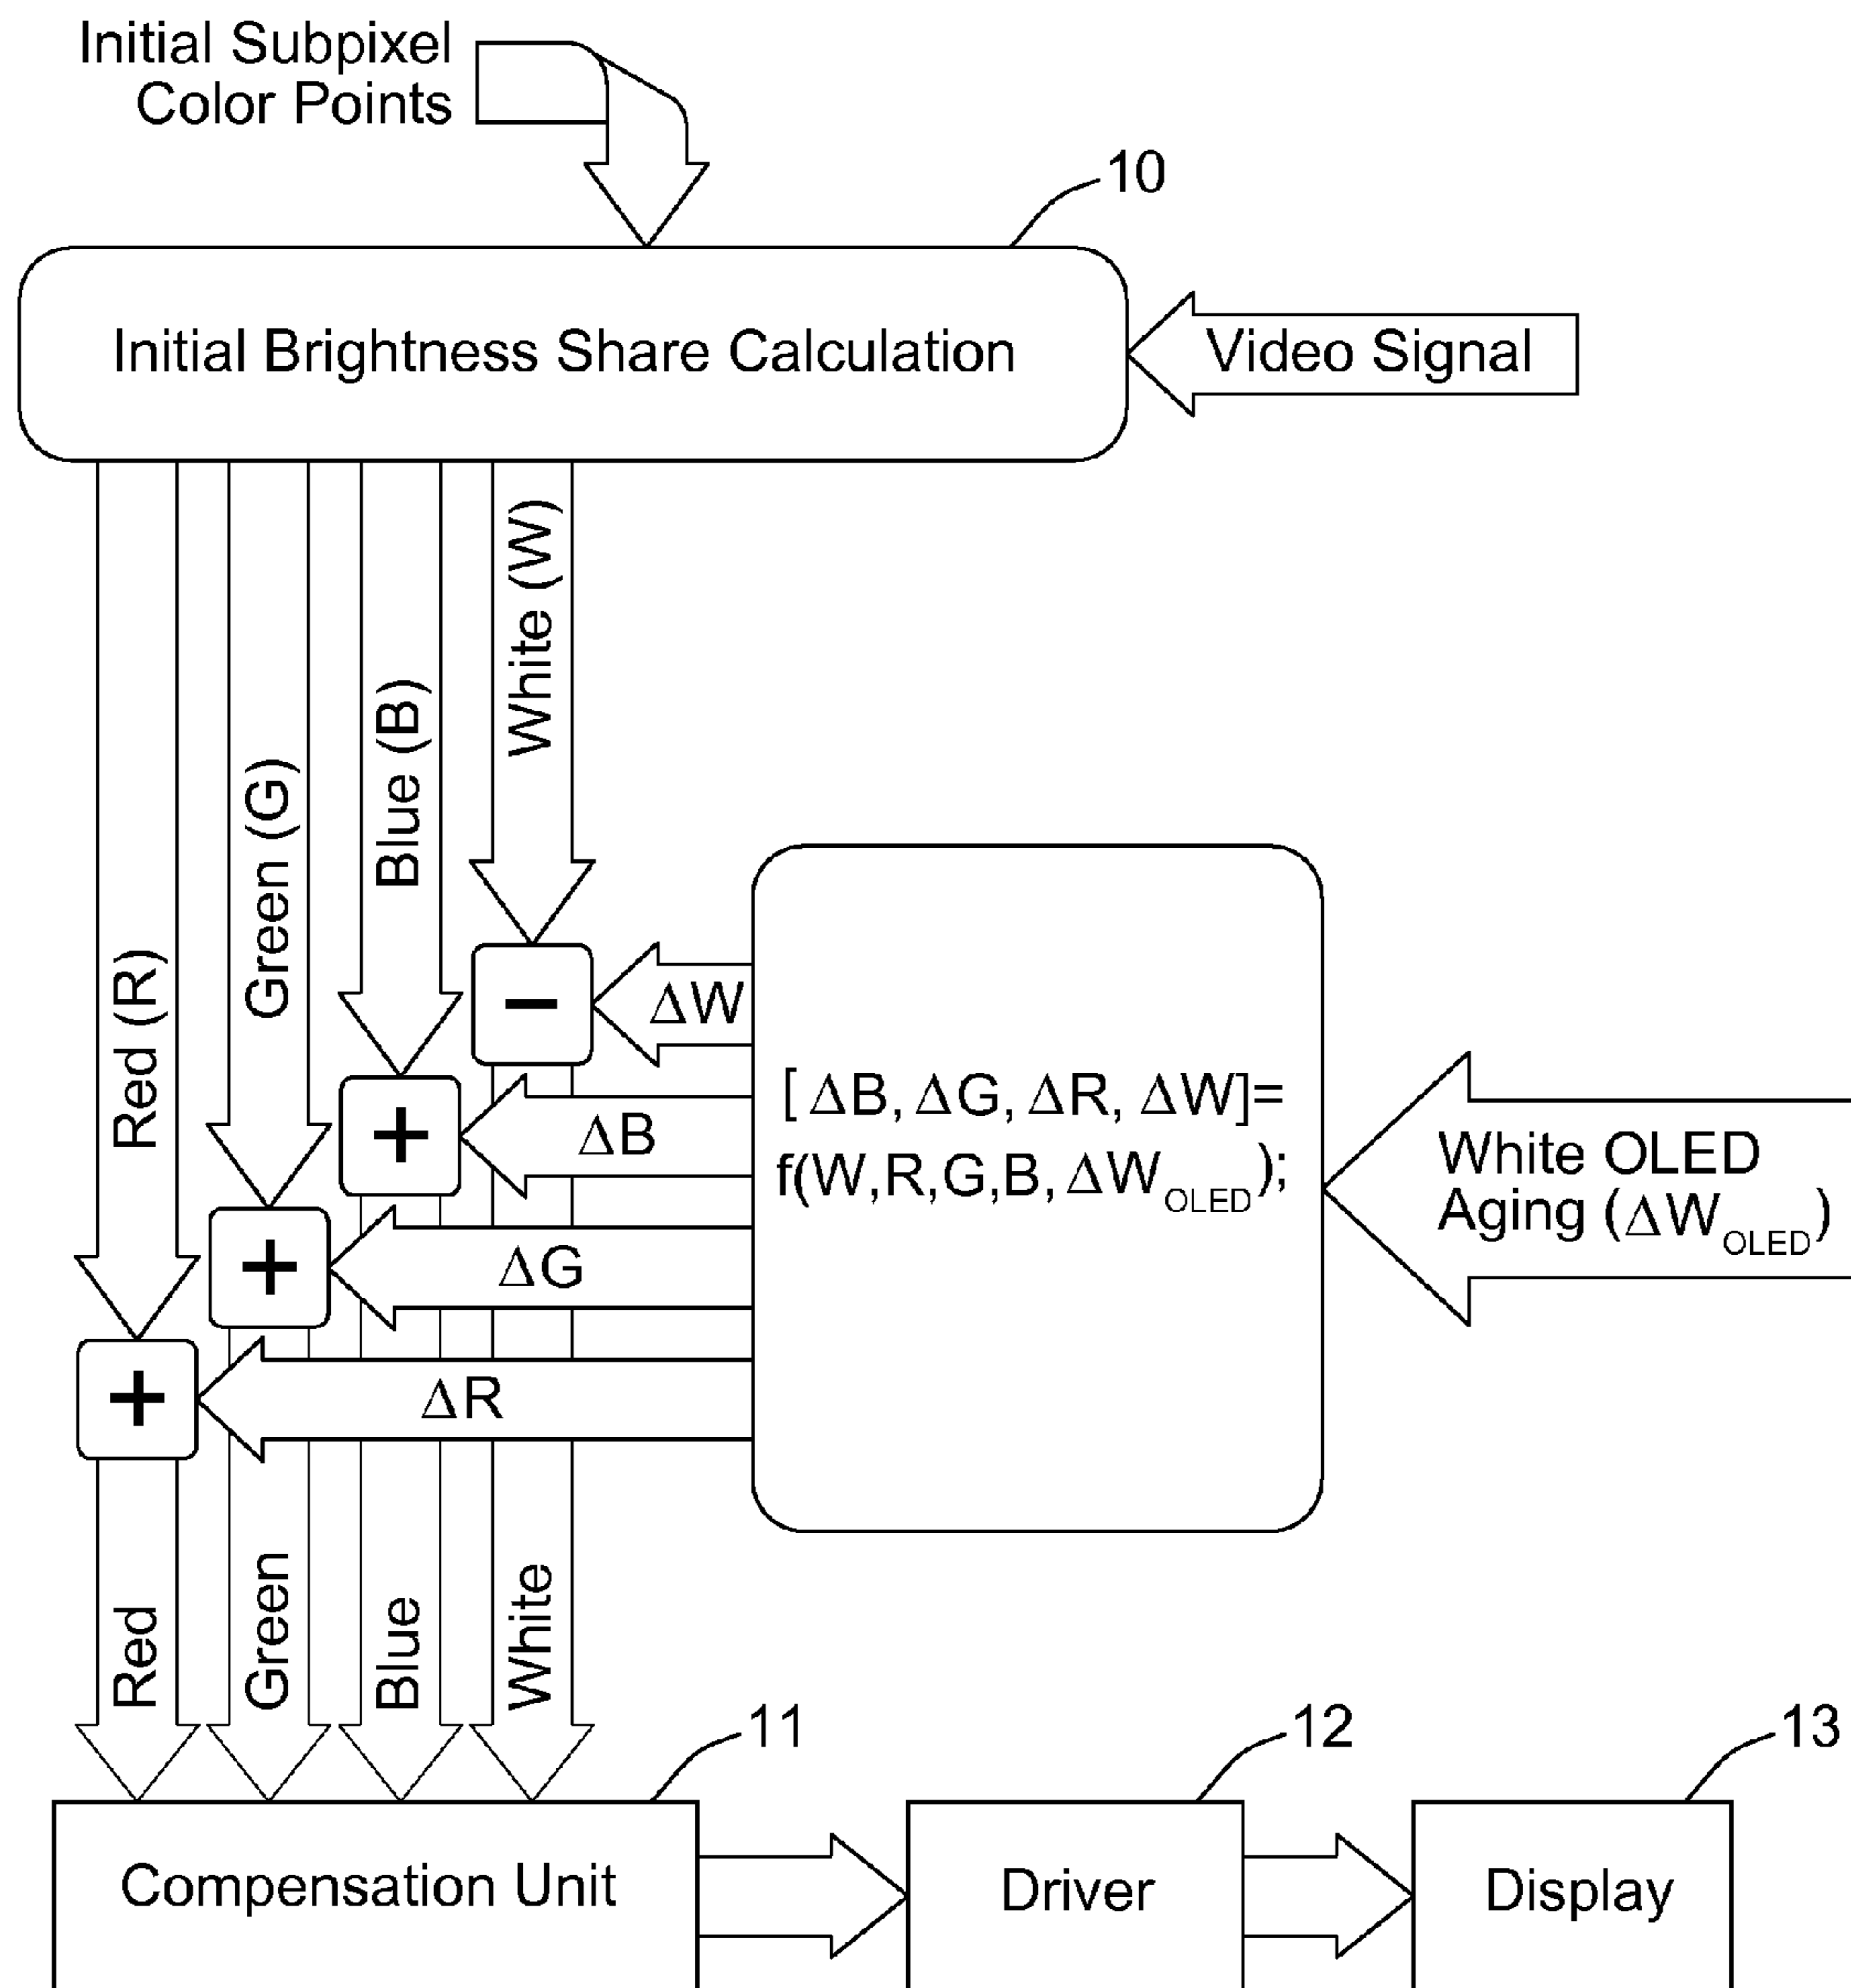 Initial Subpixel
Color Points
10
Initial Brightness Share Calculation
Video Signal
White (W)
Blue (B)
Green (G)
Red (R)
−
ΔW
+
ΔB
+
ΔG
+
ΔR
[ ΔB, ΔG, ΔR, ΔW]=
f(W,R,G,B, ΔW_OLED);
White OLED
Aging (ΔW_OLED)
Red
Green
Blue
White
11
12
13
Compensation Unit
Driver
Display